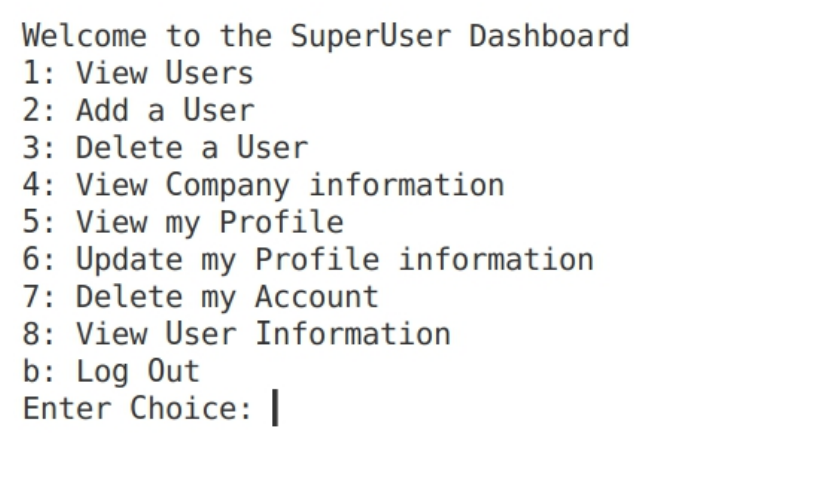 Welcome to the SuperUser Dashboard
1: View Users
2: Add a User
3: Delete a User
4: View Company information
5: View my Profile
6: Update my Profile information
7: Delete my Account
8: View User Information
b: Log Out
Enter Choice: